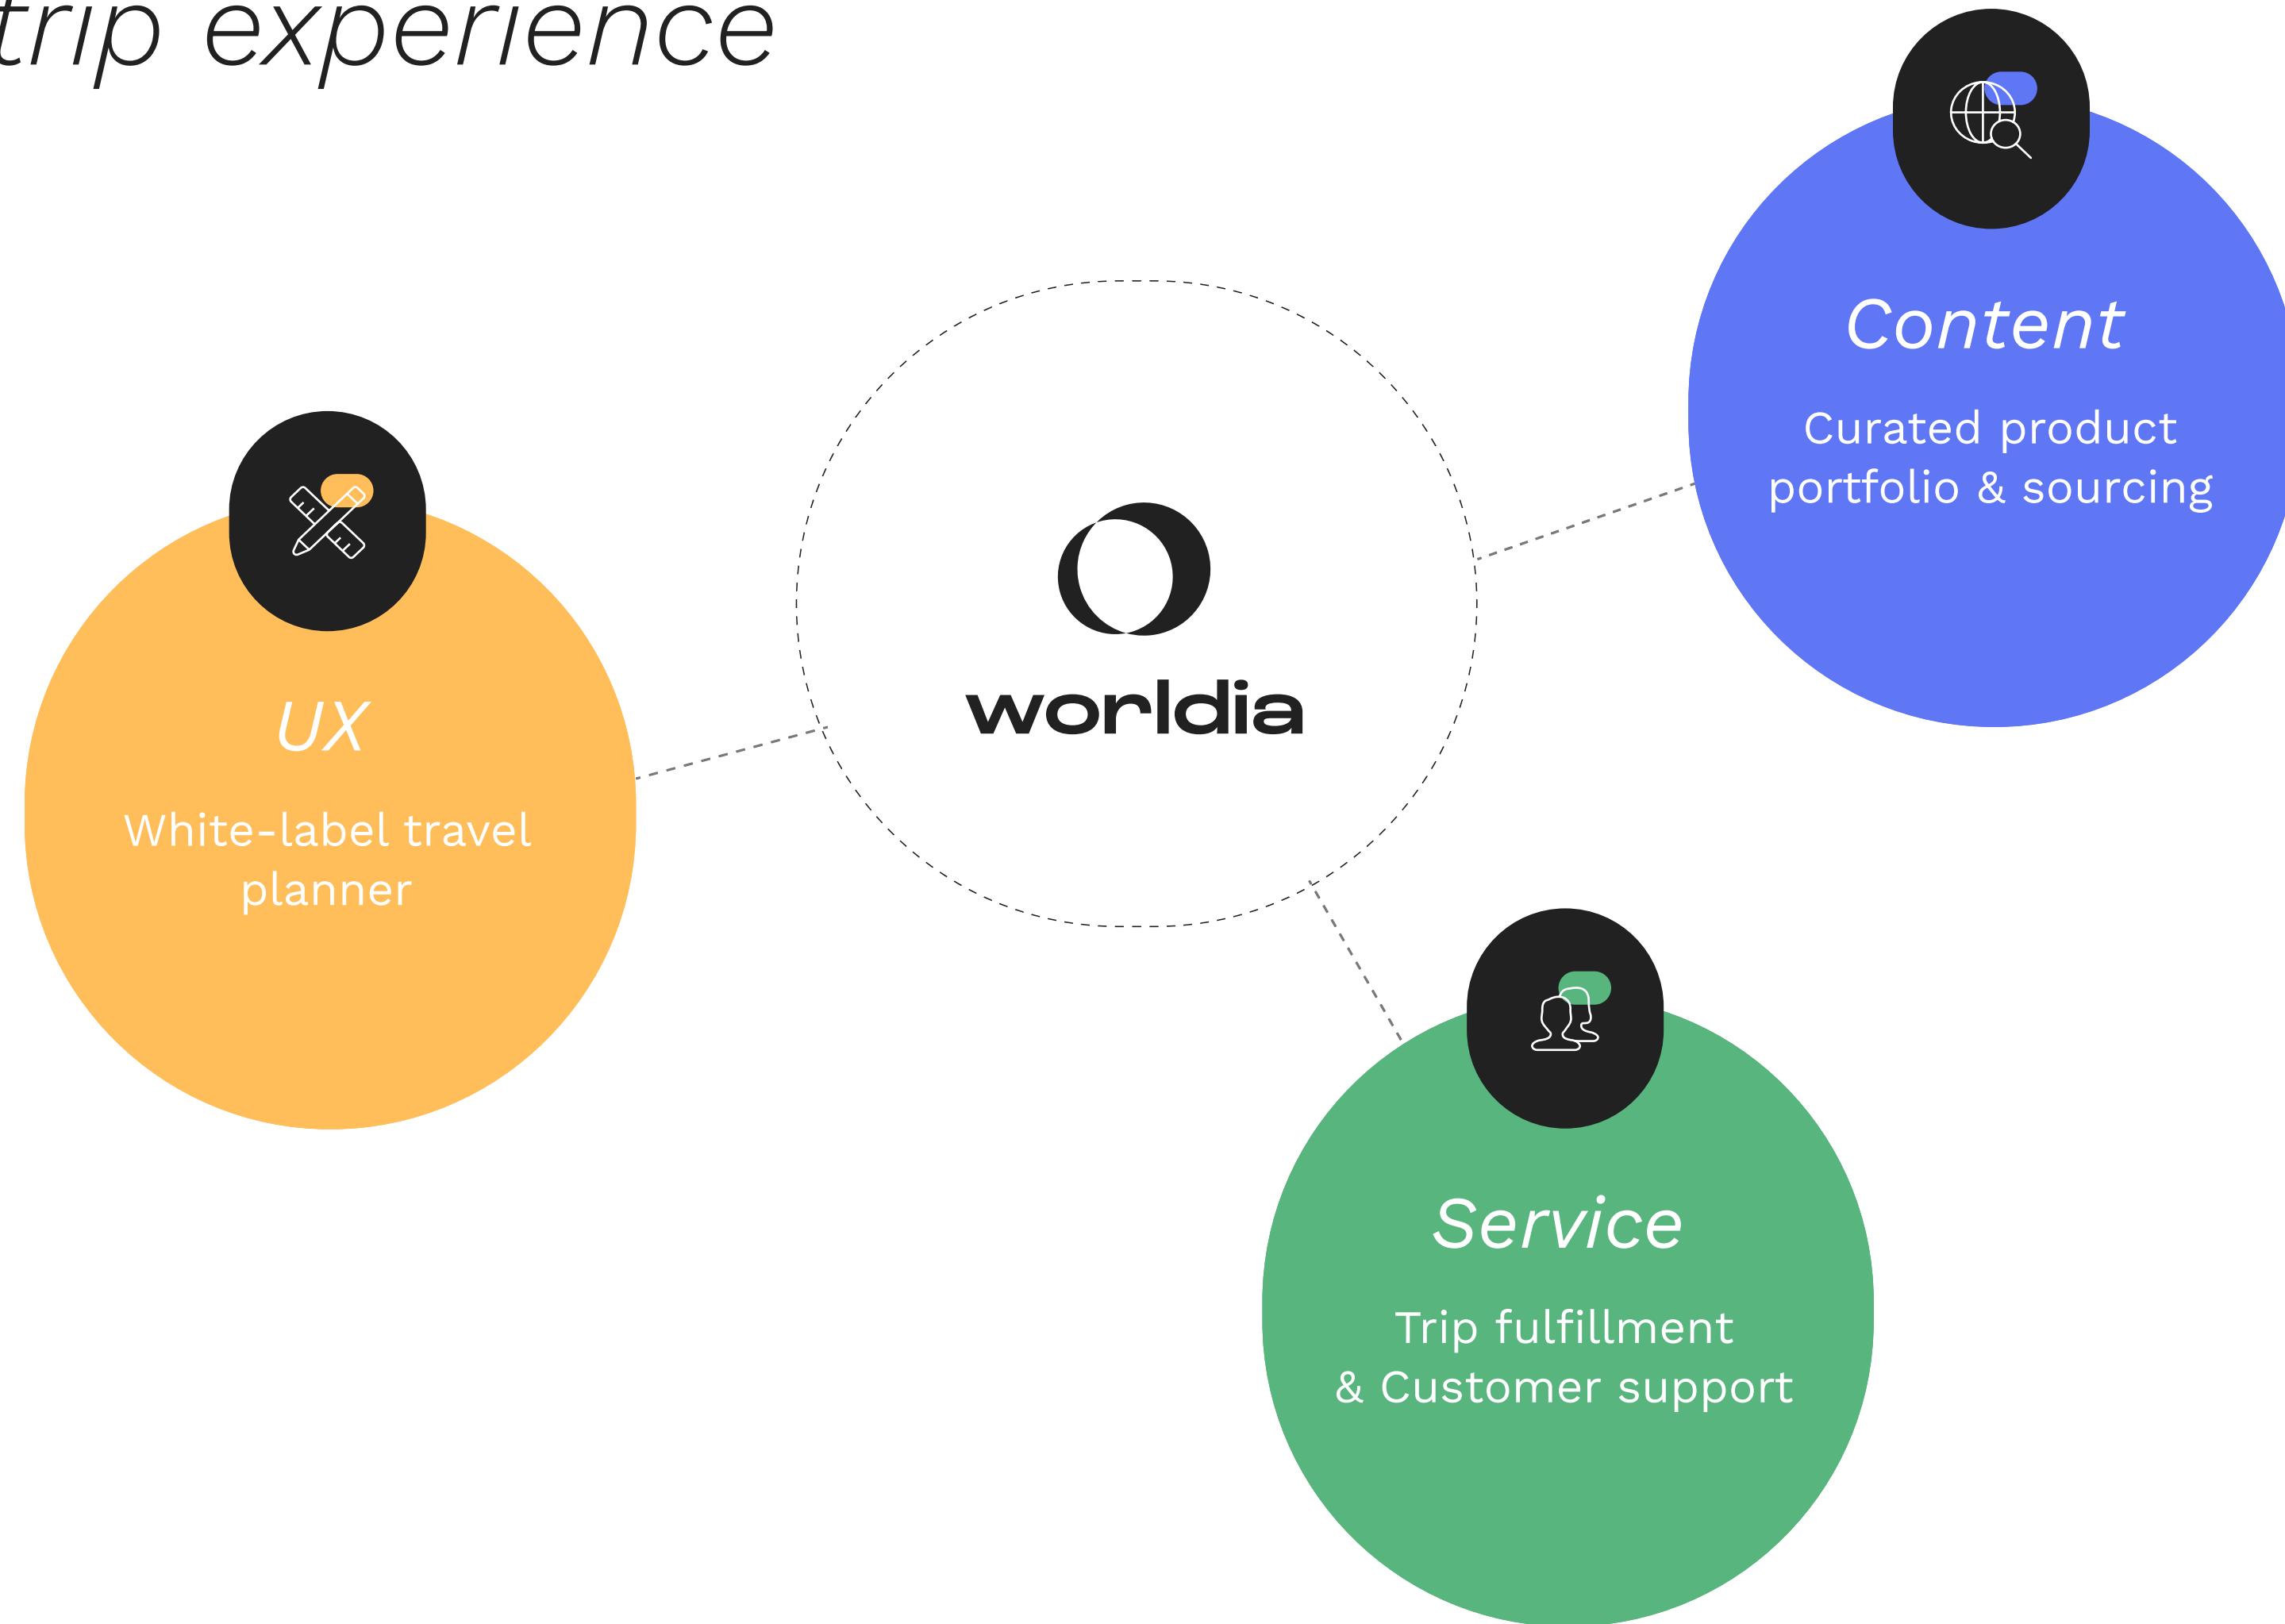 trip experience
Content
Curated product
portfolio & sourcing
worldia
UX
White-label travel
planner
Service
Trip fulfillment
& Customer support